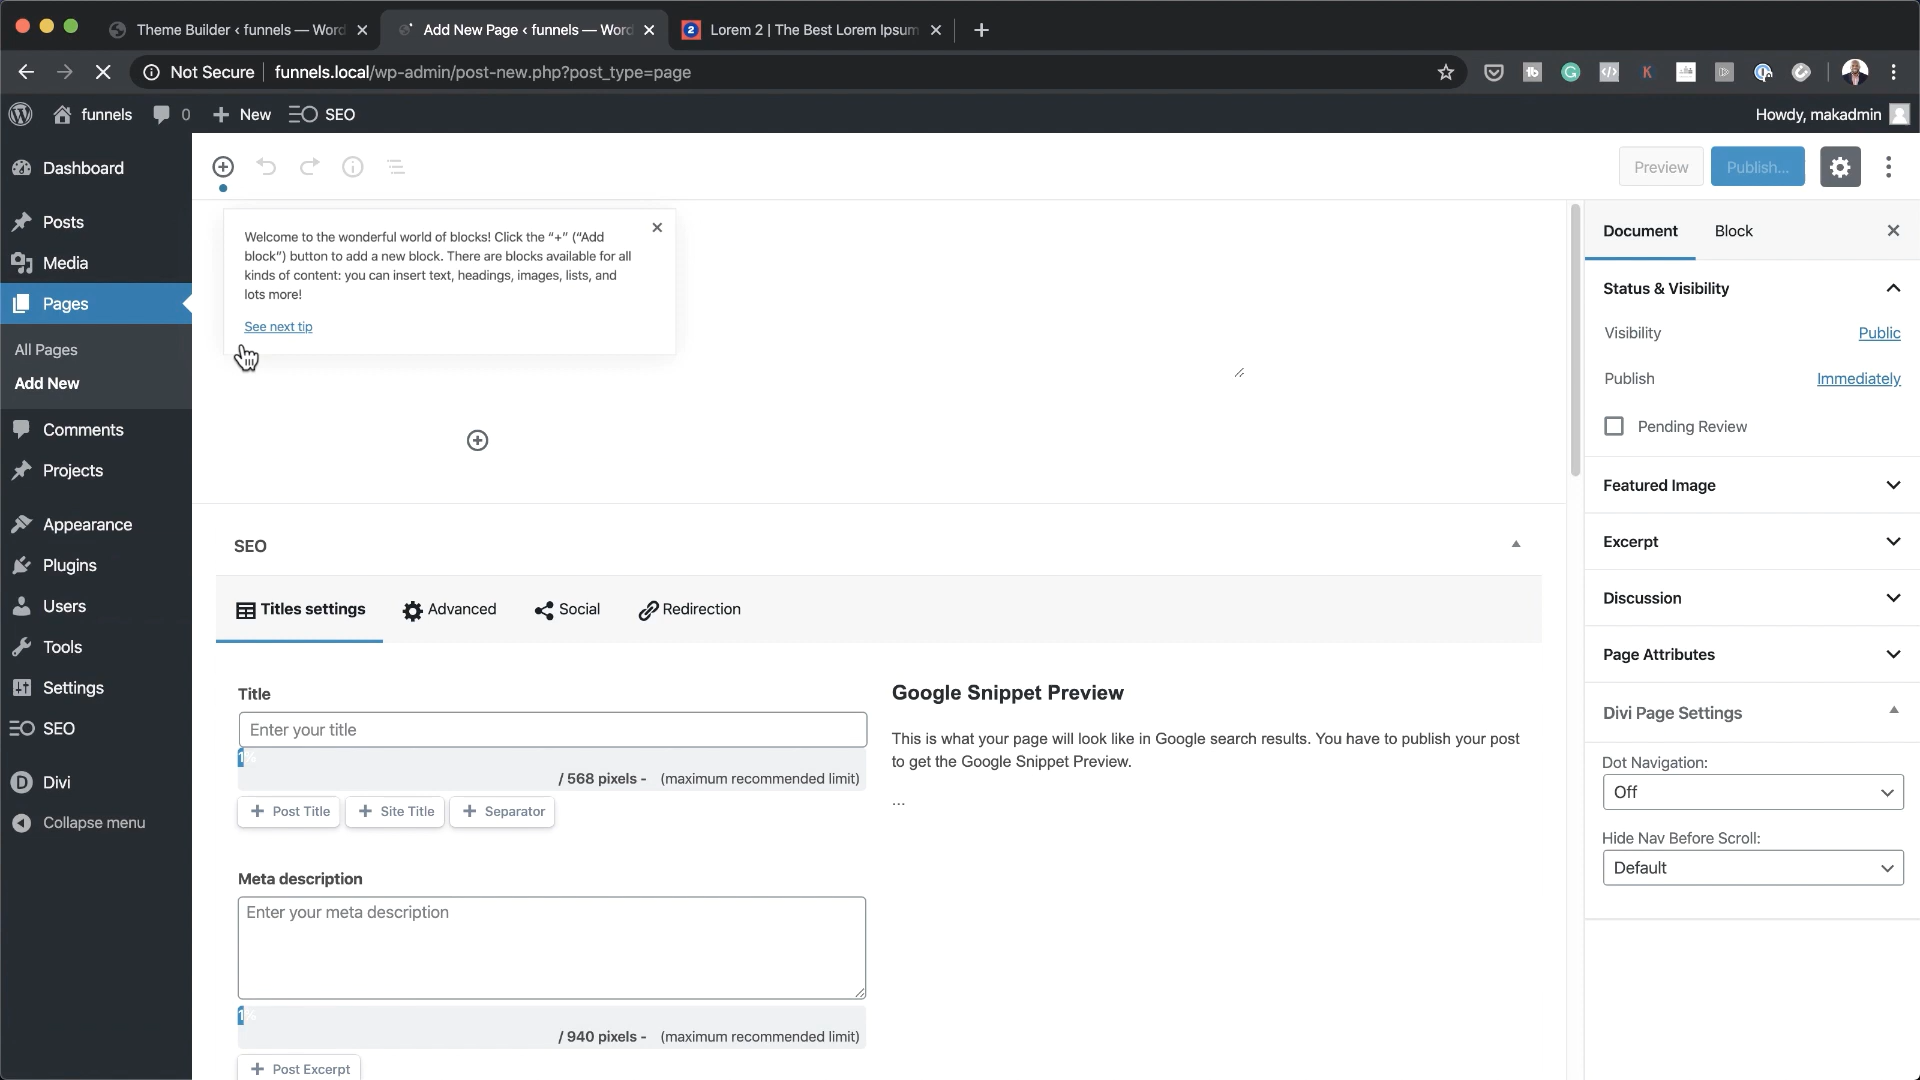 Theme Builder ‹ funnels — Word
Add New Page ‹ funnels — Word
2
Lorem 2 | The Best Lorem Ipsum
Not Secure
funnels.local/wp-admin/post-new.php?post_type=page
funnels
0
New
SEO
Howdy, makadmin
Dashboard
Posts
Media
Pages
All Pages
Add New
Comments
Projects
Appearance
Plugins
Users
Tools
Settings
SEO
Divi
Collapse menu
Preview
Publish...
Welcome to the wonderful world of blocks! Click the “+” (“Add
block”) button to add a new block. There are blocks available for all
kinds of content: you can insert text, headings, images, lists, and
lots more!
See next tip
SEO
Titles settings
Advanced
Social
Redirection
Title
Enter your title
1%
/ 568 pixels - (maximum recommended limit)
Post Title
Site Title
Separator
Meta description
Enter your meta description
1%
/ 940 pixels - (maximum recommended limit)
Post Excerpt
Google Snippet Preview
This is what your page will look like in Google search results. You have to publish your post
to get the Google Snippet Preview.
...
Document
Block
Status & Visibility
Visibility
Public
Publish
Immediately
Pending Review
Featured Image
Excerpt
Discussion
Page Attributes
Divi Page Settings
Dot Navigation:
Off
Hide Nav Before Scroll:
Default